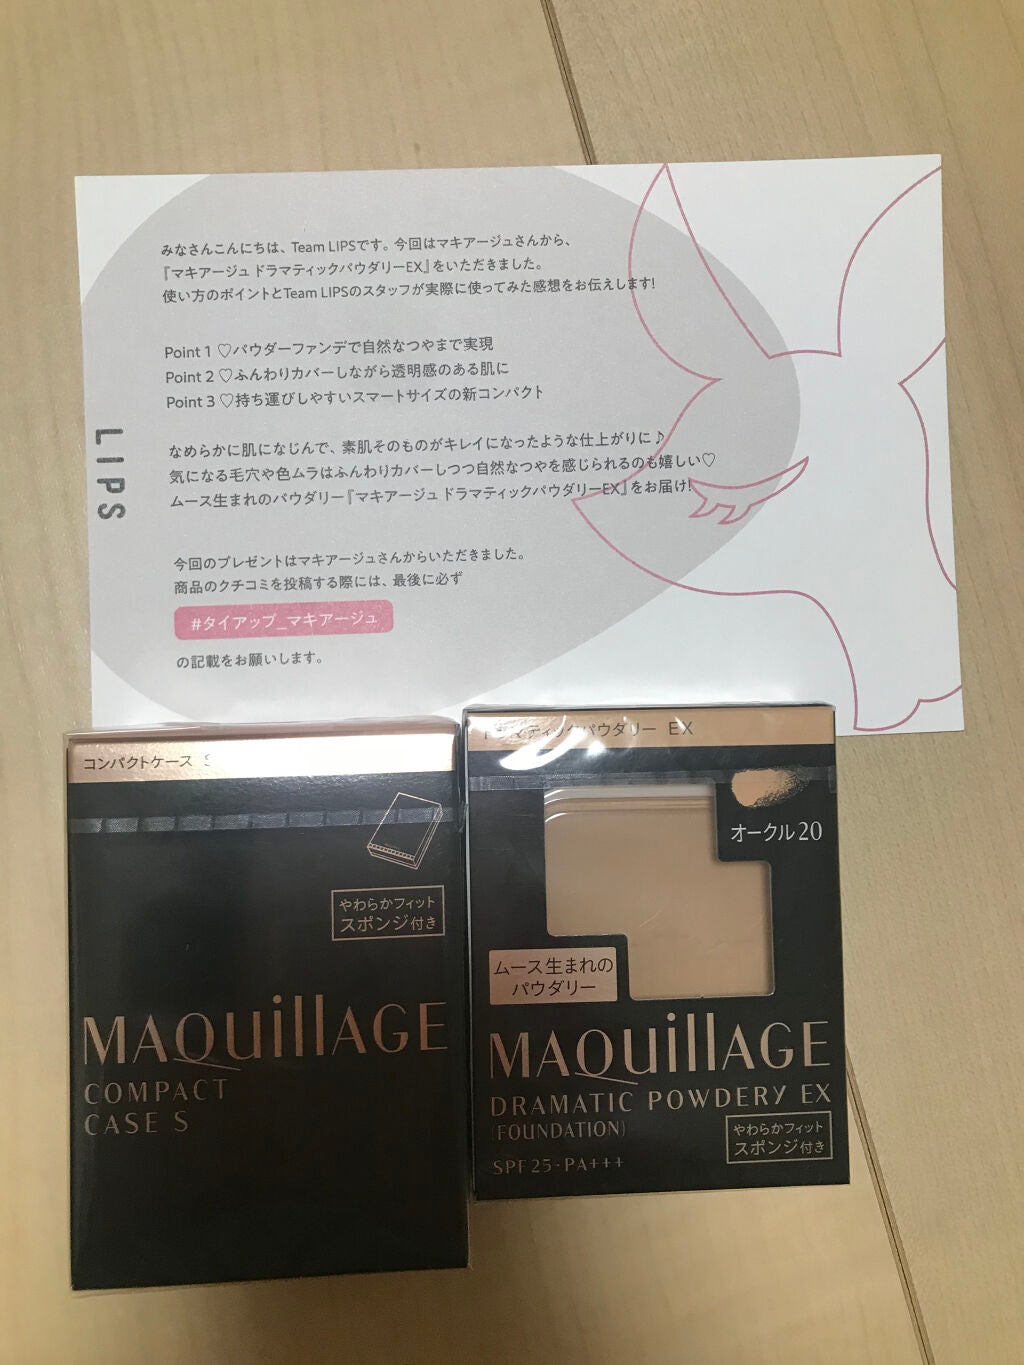 みなさんこんにちは、Team LIPSです。今回はマキアージュさんから、
『マキアージュ ドラマティックパウダリーEX』をいただきました。
使い方のポイントとTeam LIPSのスタッフが実際に使ってみた感想をお伝えします!
Point 1 ♡パウダーファンデで自然なつやまで実現
Point 2 ♡ふんわりカバーしながら透明感のある肌に
Point 3 ♡持ち運びしやすいスマートサイズの新コンパクト
なめらかに肌になじんで、素肌そのものがキレイになったような仕上がりに♪
気になる毛穴や色ムラはふんわりカバーしつつ自然なつやを感じられるのも嬉しい♡
ムース生まれのパウダリー『マキアージュ ドラマティックパウダリーEX』をお届け!
今回のプレゼントはマキアージュさんからいただきました。
商品のクチコミを投稿する際には、最後に必ず
#タイアップ_マキアージュ
の記載をお願いします。
LIPS
コンパクトケース S
やわらかフィット
スポンジ付き
MAQuillAGE
COMPACT
CASE S
ドラマティックパウダリー EX
オークル20
ムース生まれの
パウダリー
MAQuillAGE
DRAMATIC POWDERY EX
(FOUNDATION)
SPF25・PA+++
やわらかフィット
スポンジ付き